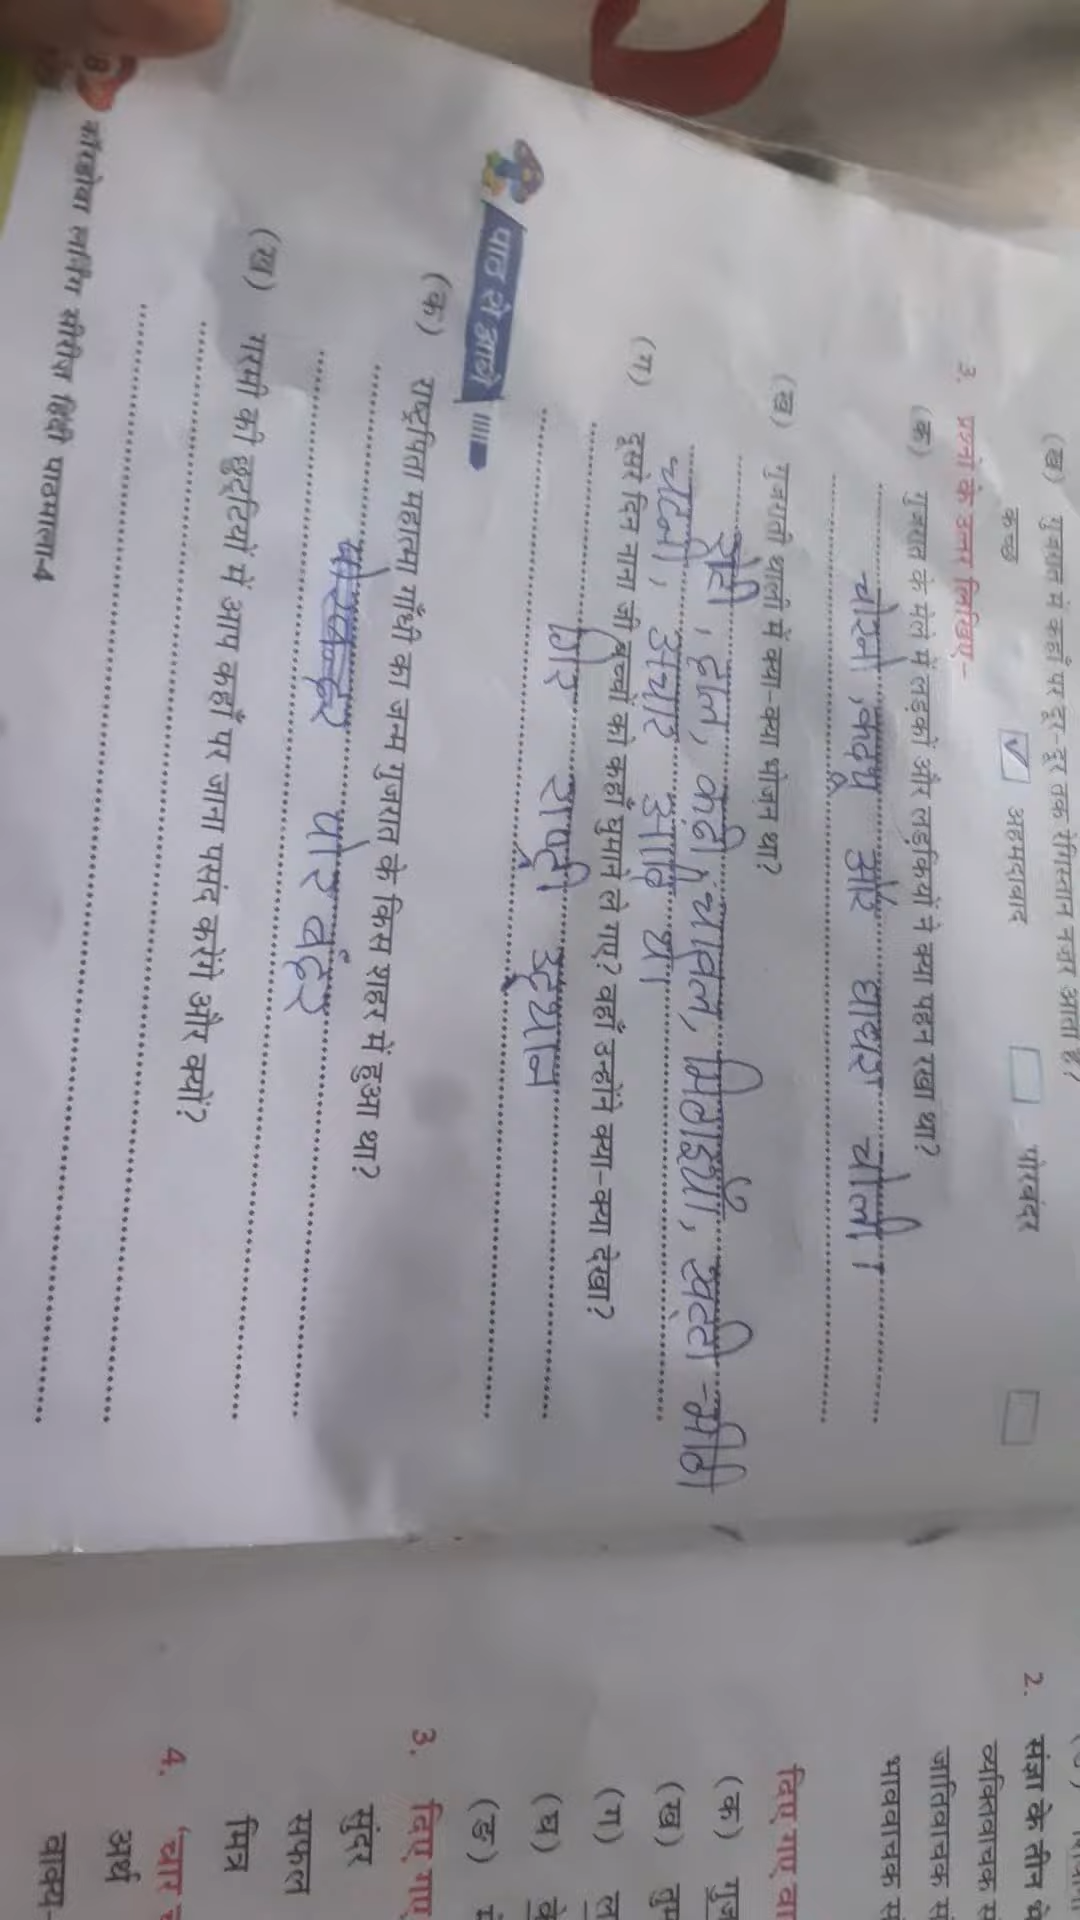 (ख) गुजरात में कहाँ पर दूर-दूर तक रेगिस्तान नज़र आता है?
कच्छ अहमदाबाद पोरबंदर
3. प्रश्नों के उत्तर लिखिए-
(क) गुजरात के मेले में लड़कों और लड़कियों ने क्या पहन रखा था?
और घाघरा चोली।
(ख) गुजराती थाली में क्या-क्या भोजन था?
रोटी, दाल, कढ़ी, चावल, मिठाइयाँ, खट्टी-मीठी
चटनी, अचार आदि था
(ग) दूसरे दिन नाना जी बच्चों को कहाँ घुमाने ले गए? वहाँ उन्होंने क्या-क्या देखा?
उद्यान
पाठ से आगे
(क) राष्ट्रपिता महात्मा गाँधी का जन्म गुजरात के किस शहर में हुआ था?
पोर बंदर
(ख) गरमी की छुट्टियों में आप कहाँ पर जाना पसंद करेंगे और क्यों?
8 कॉरडोवा लर्निंग सीरीज़ हिंदी पाठमाला-4
2. संज्ञा के तीन
व्यक्तिवाचक
जातिवाचक
भाववाचक
दिए गए वा
(क)
(ख)
(ग)
(घ)
(ङ)
3. दिए गए
सुंदर
सफल
मित्र
4. 'चार
अर्थ
वाक्य-